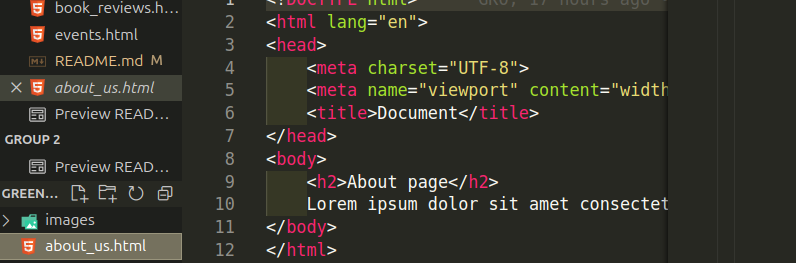 book_reviews.h...
events.html
README.md M
about_us.html
Preview READ...
GROUP 2
Preview READ...
GREEN...
images
about_us.html
1 <!DOCTYPE html> GRO, 17 hours ago
2 <html lang="en">
3 <head>
4 <meta charset="UTF-8">
5 <meta name="viewport" content="width
6 <title>Document</title>
7 </head>
8 <body>
9 <h2>About page</h2>
10 Lorem ipsum dolor sit amet consectet
11 </body>
12 </html>